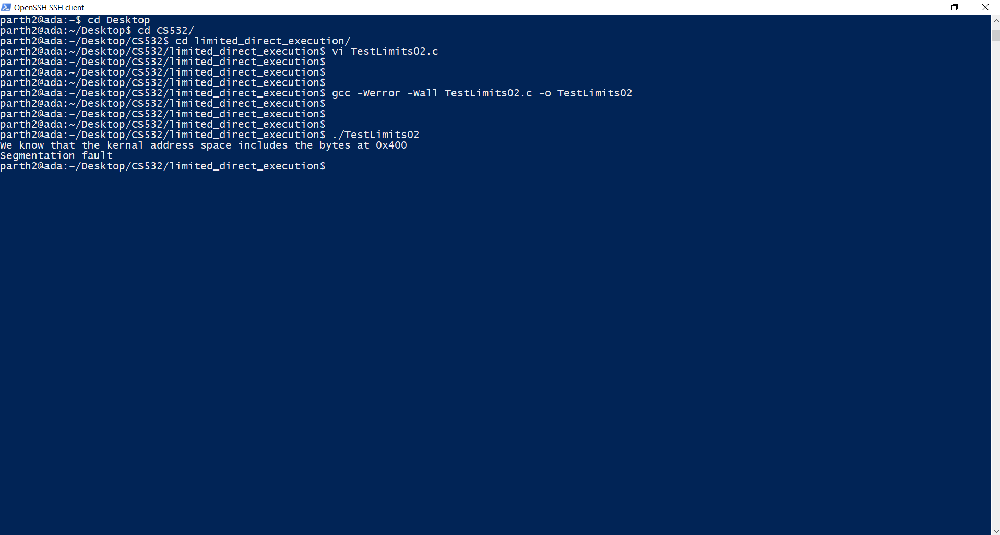 OpenSSH SSH client
parth2@ada:~$ cd Desktop
parth2@ada:~/Desktop$ cd CS532/
parth2@ada:~/Desktop/CS532$ cd limited_direct_execution/
parth2@ada:~/Desktop/CS532/limited_direct_execution$ vi TestLimits02.c
parth2@ada:~/Desktop/CS532/limited_direct_execution$
parth2@ada:~/Desktop/CS532/limited_direct_execution$
parth2@ada:~/Desktop/CS532/limited_direct_execution$
parth2@ada:~/Desktop/CS532/limited_direct_execution$ gcc -Werror -Wall TestLimits02.c -o TestLimits02
parth2@ada:~/Desktop/CS532/limited_direct_execution$
parth2@ada:~/Desktop/CS532/limited_direct_execution$
parth2@ada:~/Desktop/CS532/limited_direct_execution$
parth2@ada:~/Desktop/CS532/limited_direct_execution$ ./TestLimits02
We know that the kernal address space includes the bytes at 0x400
Segmentation fault
parth2@ada:~/Desktop/CS532/limited_direct_execution$